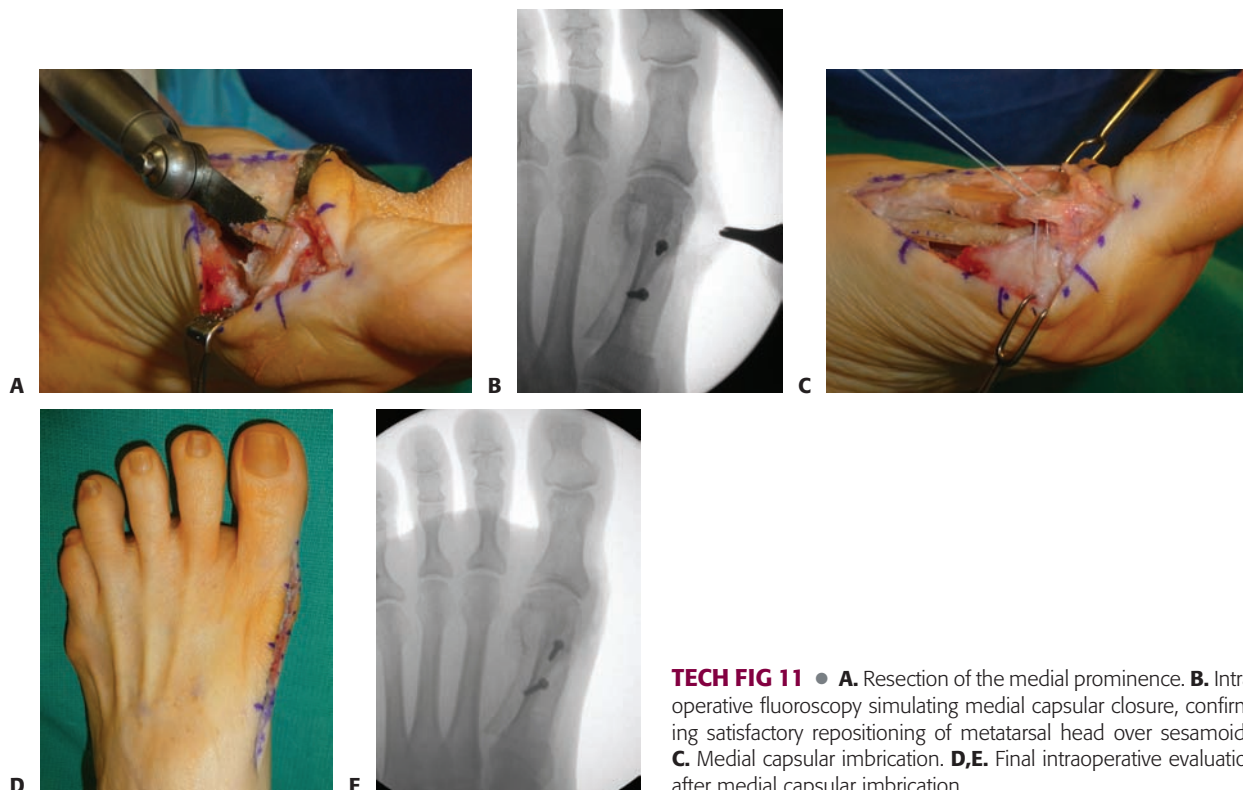 A
B
C
D
E
TECH FIG 11 • A. Resection of the medial prominence. B. Intr
operative fluoroscopy simulating medial capsular closure, confirm
ing satisfactory repositioning of metatarsal head over sesamoid
C. Medial capsular imbrication. D,E. Final intraoperative evaluatio
after medial capsular imbrication.